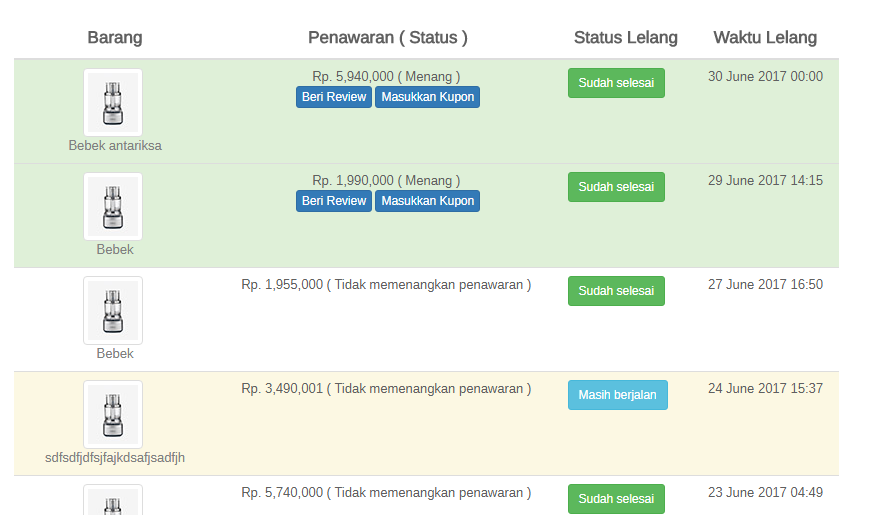 Barang Penawaran ( Status ) Status Lelang Waktu Lelang
Rp. 5,940,000 ( Menang ) Sudah selesai 30 June 2017 00:00
Beri Review Masukkan Kupon
Bebek antariksa
Rp. 1,990,000 ( Menang ) Sudah selesai 29 June 2017 14:15
Beri Review Masukkan Kupon
Bebek
Rp. 1,955,000 ( Tidak memenangkan penawaran ) Sudah selesai 27 June 2017 16:50
Bebek
Rp. 3,490,001 ( Tidak memenangkan penawaran ) Masih berjalan 24 June 2017 15:37
sdfsdfjdfsjfajkdsafjsadfjh
Rp. 5,740,000 ( Tidak memenangkan penawaran ) Sudah selesai 23 June 2017 04:49